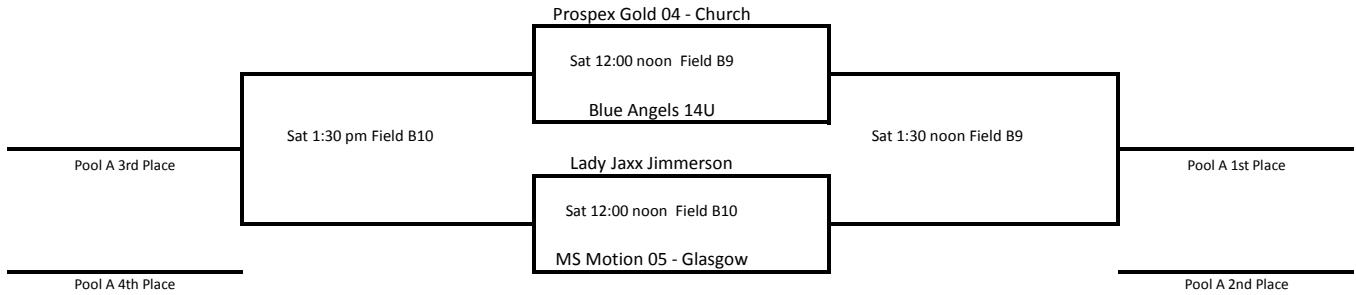 Prospex Gold 04 - Church
Sat 12:00 noon  Field B9
Blue Angels 14U
Sat 1:30 pm Field B10
Sat 1:30 noon Field B9
Pool A 3rd Place
Lady Jaxx Jimmerson
Pool A 1st Place
Sat 12:00 noon  Field B10
MS Motion 05 - Glasgow
Pool A 4th Place
Pool A 2nd Place